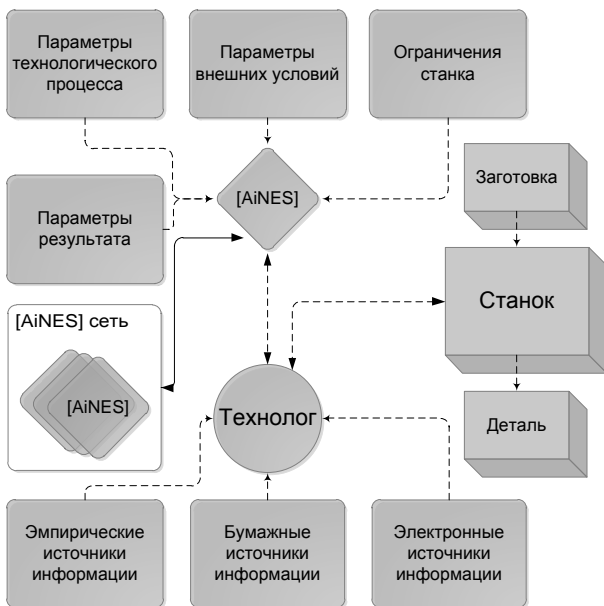 Параметры
технологического
процесса
Параметры
внешних условий
Ограничения
станка
[AiNES]
Заготовка
Параметры
результата
Станок
[AiNES] сеть
[AiNES]
Технолог
Деталь
Эмпирические
источники
информации
Бумажные
источники
информации
Электронные
источники
информации